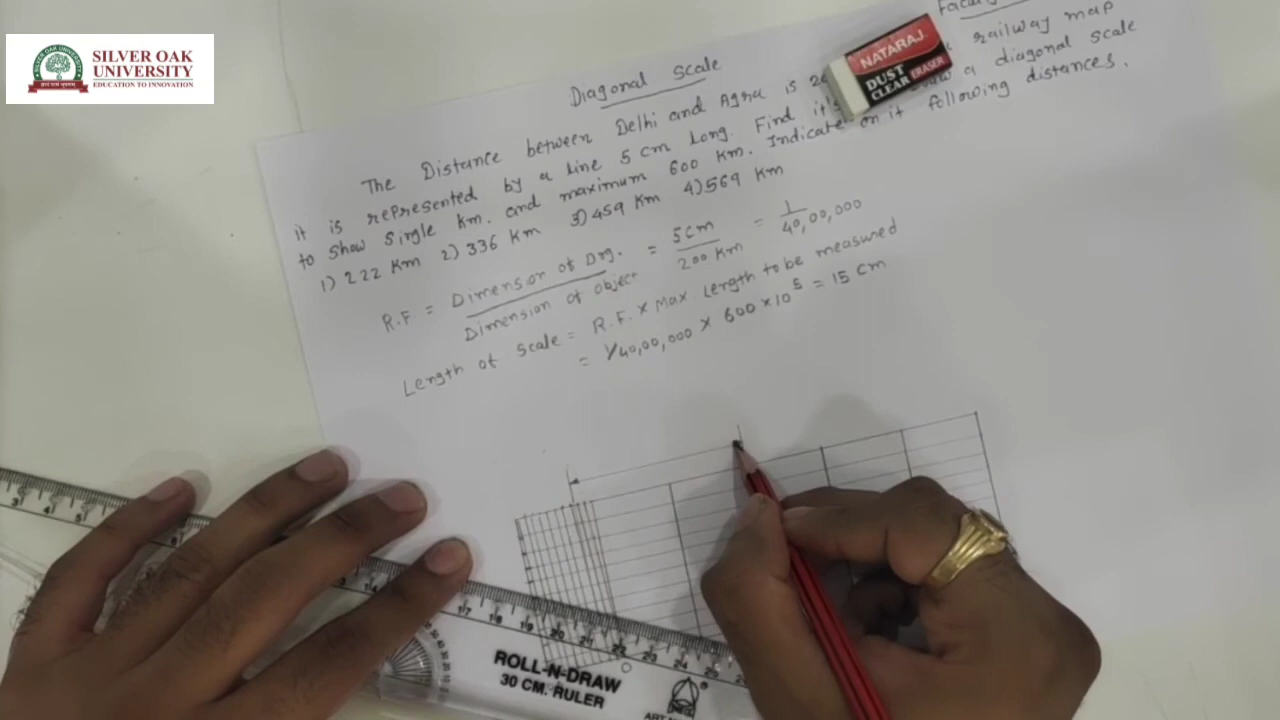 SILVER OAK
UNIVERSITY
EDUCATION TO INNOVATION
Diagonal Scale
The Distance between Delhi and Agra is railway map
it is represented by a line 5 cm long. Find it's a diagonal scale
to show single km. and maximum 600 km. Indicate on it following distances.
1) 222 km 2) 336 km 3) 459 km 4) 569 km
R.F = Dimension of Drg. / Dimension of object = 5cm / 200 km = 1 / 40,00,000
Length of scale = R.F. x Max Length to be measured
= 1/40,00,000 x 600 x 10^5 = 15 cm
NATARAJ
DUST
CLEAR ERASER
ROLL-N-DRAW
30 CM. RULER
0